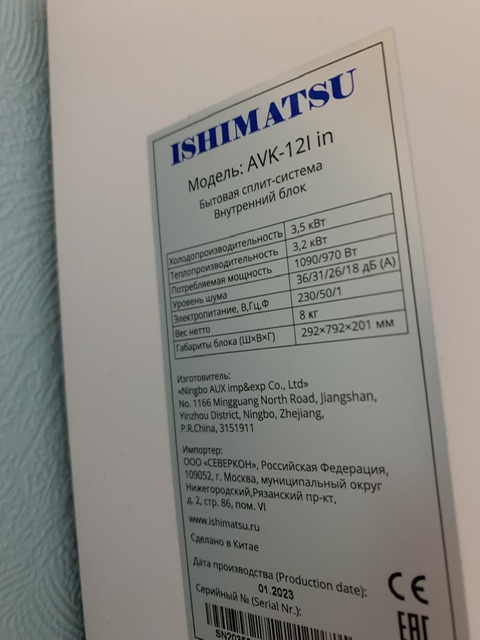 ISHIMATSU
Модель: AVK-12I in
Бытовая сплит-система
Внутренний блок
Холодопроизводительность 3,5 кВт
Теплопроизводительность 3,2 кВт
Потребляемая мощность 1090/970 Вт
Уровень шума 36/31/26/18 дБ (А)
Электропитание, В,Гц,Ф 230/50/1
Вес нетто 8 кг
Габариты блока (Ш×В×Г) 292×792×201 мм
Изготовитель:
«Ningbo AUX imp&exp Co., Ltd»
No. 1166 Mingguang North Road, Jiangshan,
Yinzhou District, Ningbo, Zhejiang,
P.R.China, 3151911
Импортер:
ООО «СЕВЕРКОН», Российская Федерация,
109052, г. Москва, муниципальный округ
Нижегородский,Рязанский пр-кт,
д. 2, стр. 86, пом. VI
www.ishimatsu.ru
Сделано в Китае
Дата производства (Production date):
01.2023
Серийный № (Serial Nr.):
CE
EAC